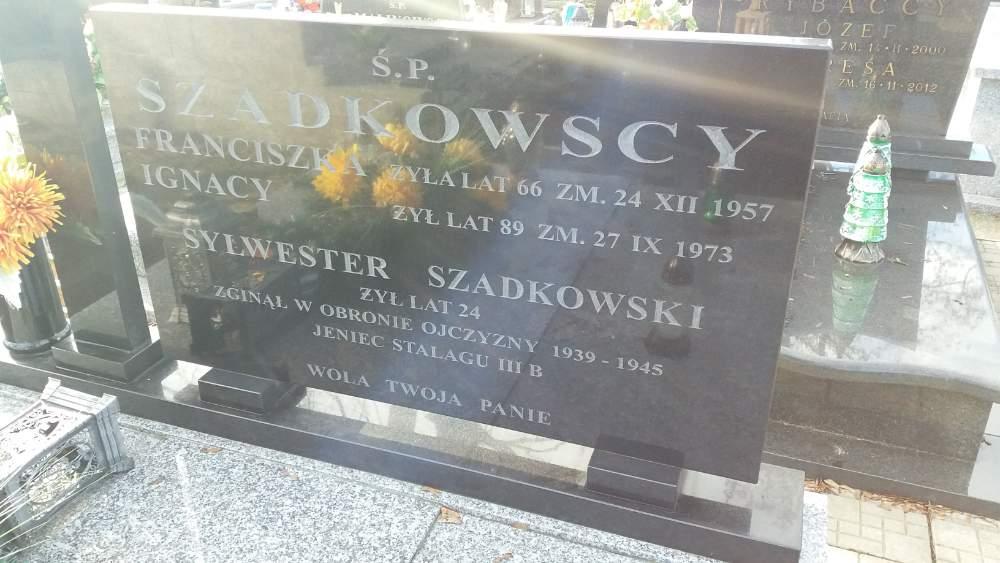 Ś.P.
SZADKOWSCY
FRANCISZKA ŻYŁA LAT 66 ZM. 24 XII 1957
IGNACY ŻYŁ LAT 89 ZM. 27 IX 1973
SYLWESTER SZADKOWSKI
ŻYŁ LAT 24
ZGINĄŁ W OBRONIE OJCZYZNY 1939 - 1945
JENIEC STALAGU III B
WOLA TWOJA PANIE
RYBACCY
JÓZEF
ZM. 14·11·2000
ZM. 16·11·2012